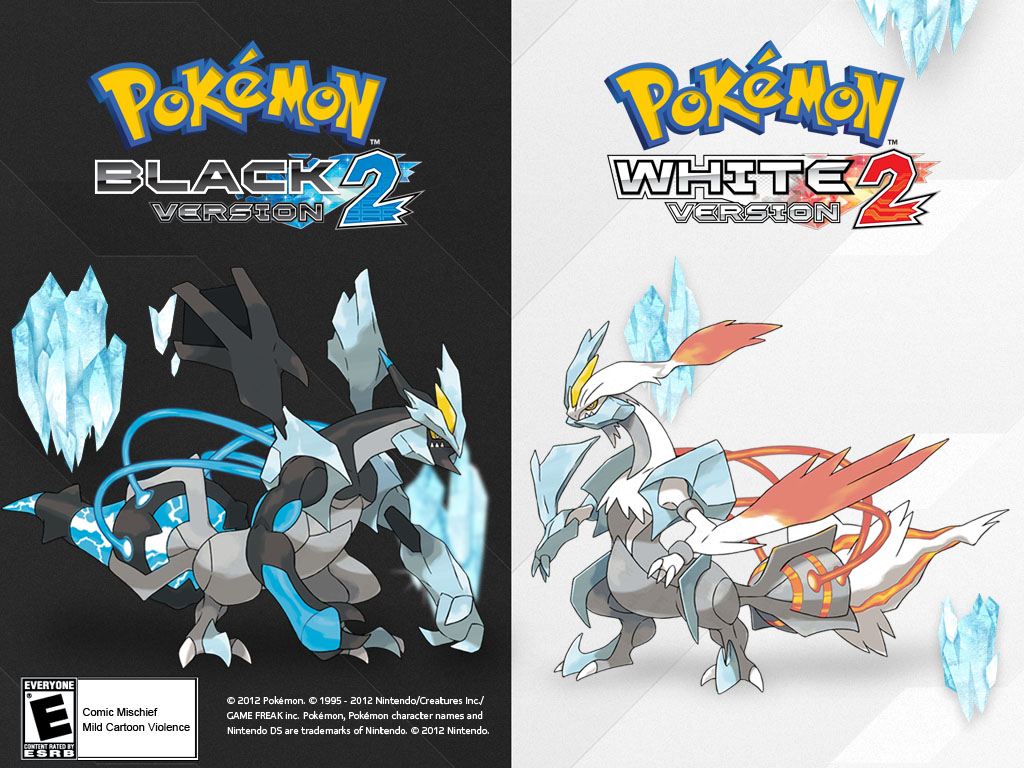 POKéMON™
BLACK 2
VERSION
POKéMON™
WHITE 2
VERSION
EVERYONE
E®
CONTENT RATED BY
ESRB
Comic Mischief
Mild Cartoon Violence
© 2012 Pokémon. © 1995 - 2012 Nintendo/Creatures Inc./
GAME FREAK inc. Pokémon, Pokémon character names and
Nintendo DS are trademarks of Nintendo. © 2012 Nintendo.